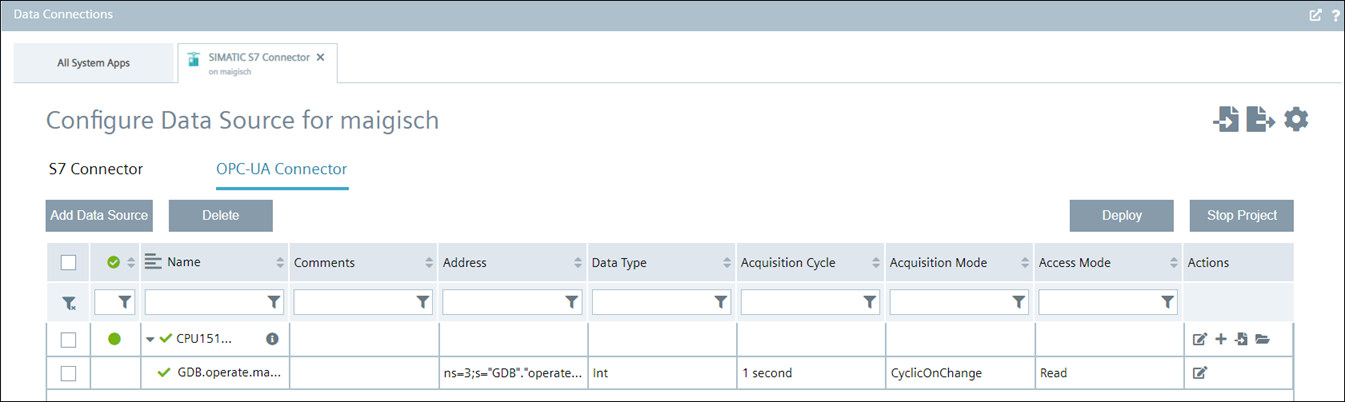 Data Connections
?
All System Apps
SIMATIC S7 Connector
on maigisch
Configure Data Source for maigisch
S7 Connector OPC-UA Connector
Add Data Source Delete Deploy Stop Project
Name Comments Address Data Type Acquisition Cycle Acquisition Mode Access Mode Actions
CPU151...
GDB.operate.ma... ns=3;s="GDB"."operate... Int 1 second CyclicOnChange Read